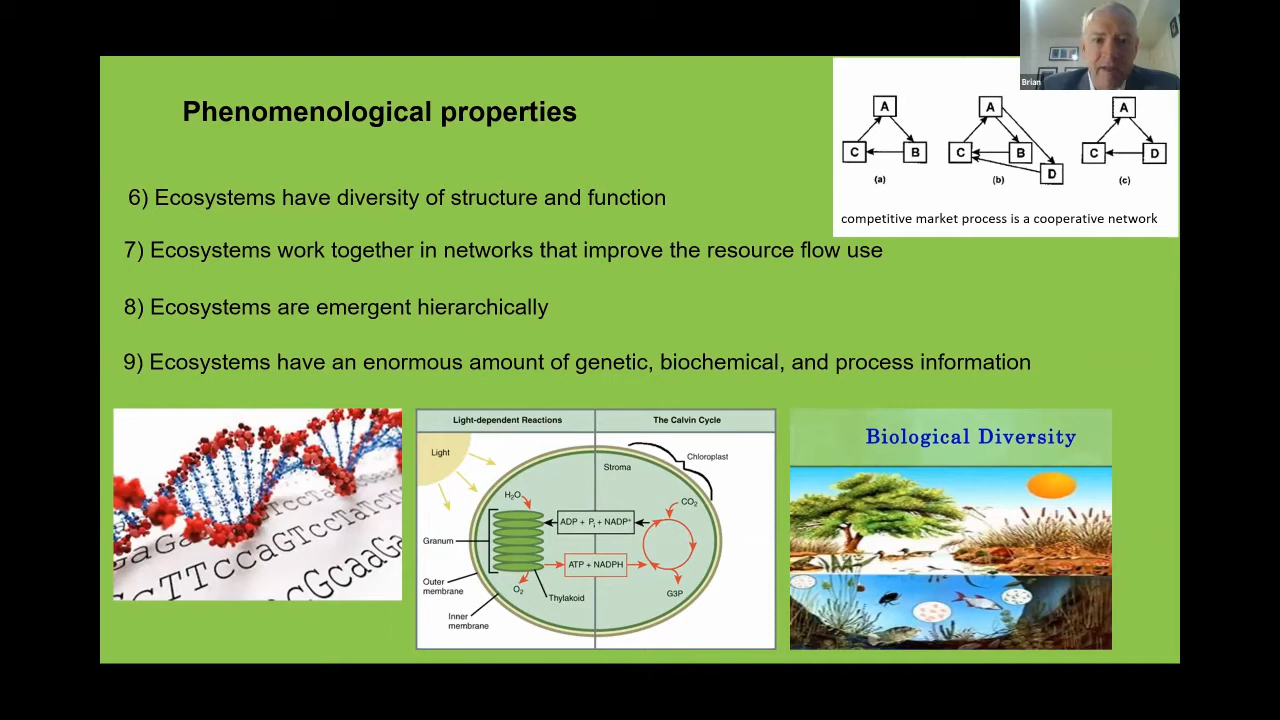 Brian
Phenomenological properties
A
C
B
(a)
A
C
B
D
(b)
A
C
D
(c)
competitive market process is a cooperative network
6) Ecosystems have diversity of structure and function
7) Ecosystems work together in networks that improve the resource flow use
8) Ecosystems are emergent hierarchically
9) Ecosystems have an enormous amount of genetic, biochemical, and process information
Light-dependent Reactions
The Calvin Cycle
Light
Stroma
Chloroplast
H₂O
CO₂
ADP + Pᵢ + NADP⁺
Granum
ATP + NADPH
Outer
membrane
O₂
Thylakoid
G3P
Inner
membrane
Biological Diversity